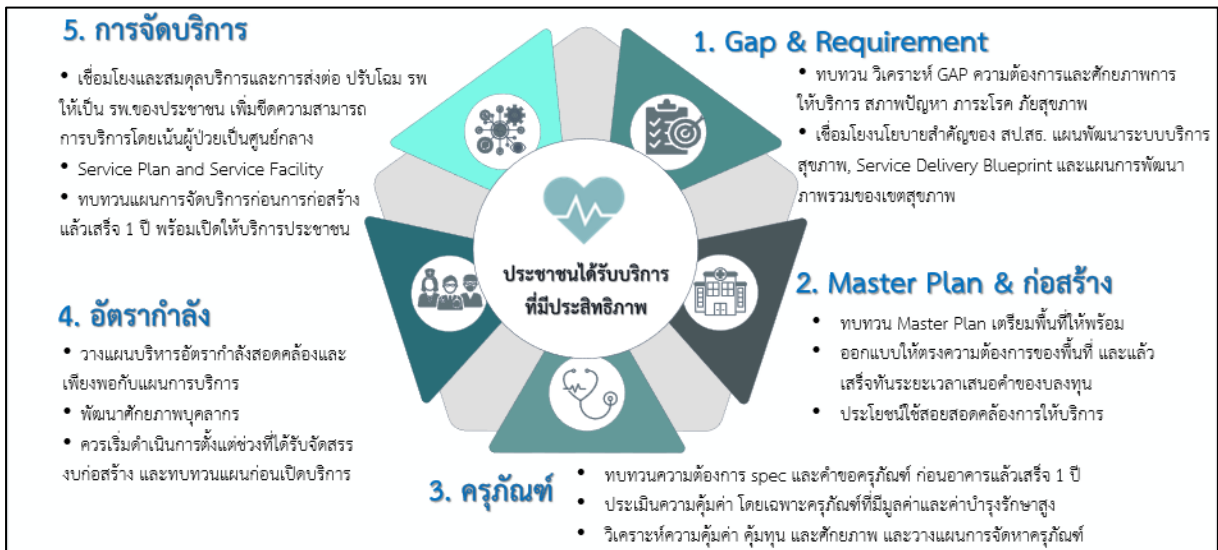 5. การจัดบริการ
• เชื่อมโยงและสมดุลบริการและการส่งต่อ ปรับโฉม รพ
ให้เป็น รพ.ของประชาชน เพิ่มขีดความสามารถ
การบริการโดยเน้นผู้ป่วยเป็นศูนย์กลาง
• Service Plan and Service Facility
• ทบทวนแผนการจัดบริการก่อนการก่อสร้าง
แล้วเสร็จ 1 ปี พร้อมเปิดให้บริการประชาชน
1. Gap & Requirement
• ทบทวน วิเคราะห์ GAP ความต้องการและศักยภาพการ
ให้บริการ สภาพปัญหา ภาระโรค ภัยสุขภาพ
• เชื่อมโยงนโยบายสำคัญของ สป.สธ. แผนพัฒนาระบบบริการ
สุขภาพ, Service Delivery Blueprint และแผนการพัฒนา
ภาพรวมของเขตสุขภาพ
ประชาชนได้รับบริการ
ที่มีประสิทธิภาพ
2. Master Plan & ก่อสร้าง
• ทบทวน Master Plan เตรียมพื้นที่ให้พร้อม
• ออกแบบให้ตรงความต้องการของพื้นที่ และแล้ว
เสร็จทันระยะเวลาเสนอคำของบลงทุน
• ประโยชน์ใช้สอยสอดคล้องการให้บริการ
4. อัตรากำลัง
• วางแผนบริหารอัตรากำลังสอดคล้องและ
เพียงพอกับแผนการบริการ
• พัฒนาศักยภาพบุคลากร
• ควรเริ่มดำเนินการตั้งแต่ช่วงที่ได้รับจัดสรร
งบก่อสร้าง และทบทวนแผนก่อนเปิดบริการ
3. ครุภัณฑ์
• ทบทวนความต้องการ spec และคำขอครุภัณฑ์ ก่อนอาคารแล้วเสร็จ 1 ปี
• ประเมินความคุ้มค่า โดยเฉพาะครุภัณฑ์ที่มีมูลค่าและค่าบำรุงรักษาสูง
• วิเคราะห์ความคุ้มค่า คุ้มทุน และศักยภาพ และวางแผนการจัดหาครุภัณฑ์